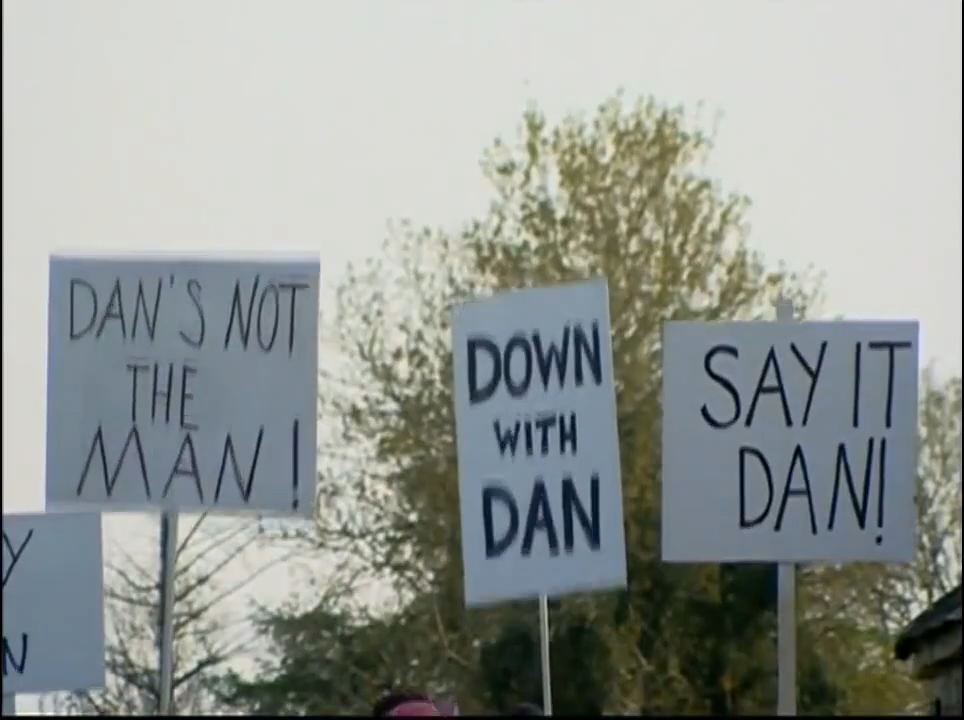 DAN'S NOT
THE
MAN!
DOWN
WITH
DAN
SAY IT
DAN!
Y
N